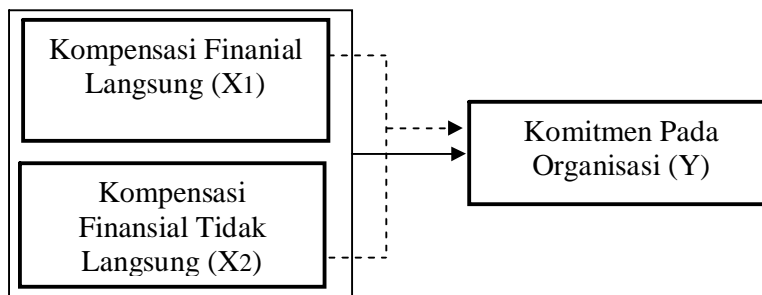 Kompensasi Finanial
Langsung (X1)
Kompensasi
Finansial Tidak
Langsung (X2)
Komitmen Pada
Organisasi (Y)